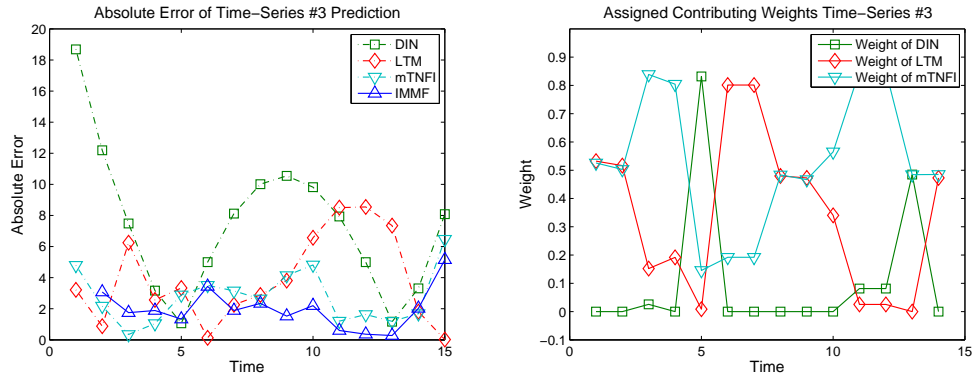 Absolute Error of Time−Series #3 Prediction
20
18
16
14
12
10
8
6
4
2
0
Absolute Error
0
5
10
15
Time
DIN
LTM
mTNFI
IMMF
Assigned Contributing Weights Time−Series #3
0.9
0.8
0.7
0.6
0.5
0.4
0.3
0.2
0.1
0
−0.1
Weight
0
5
10
15
Time
Weight of DIN
Weight of LTM
Weight of mTNFI